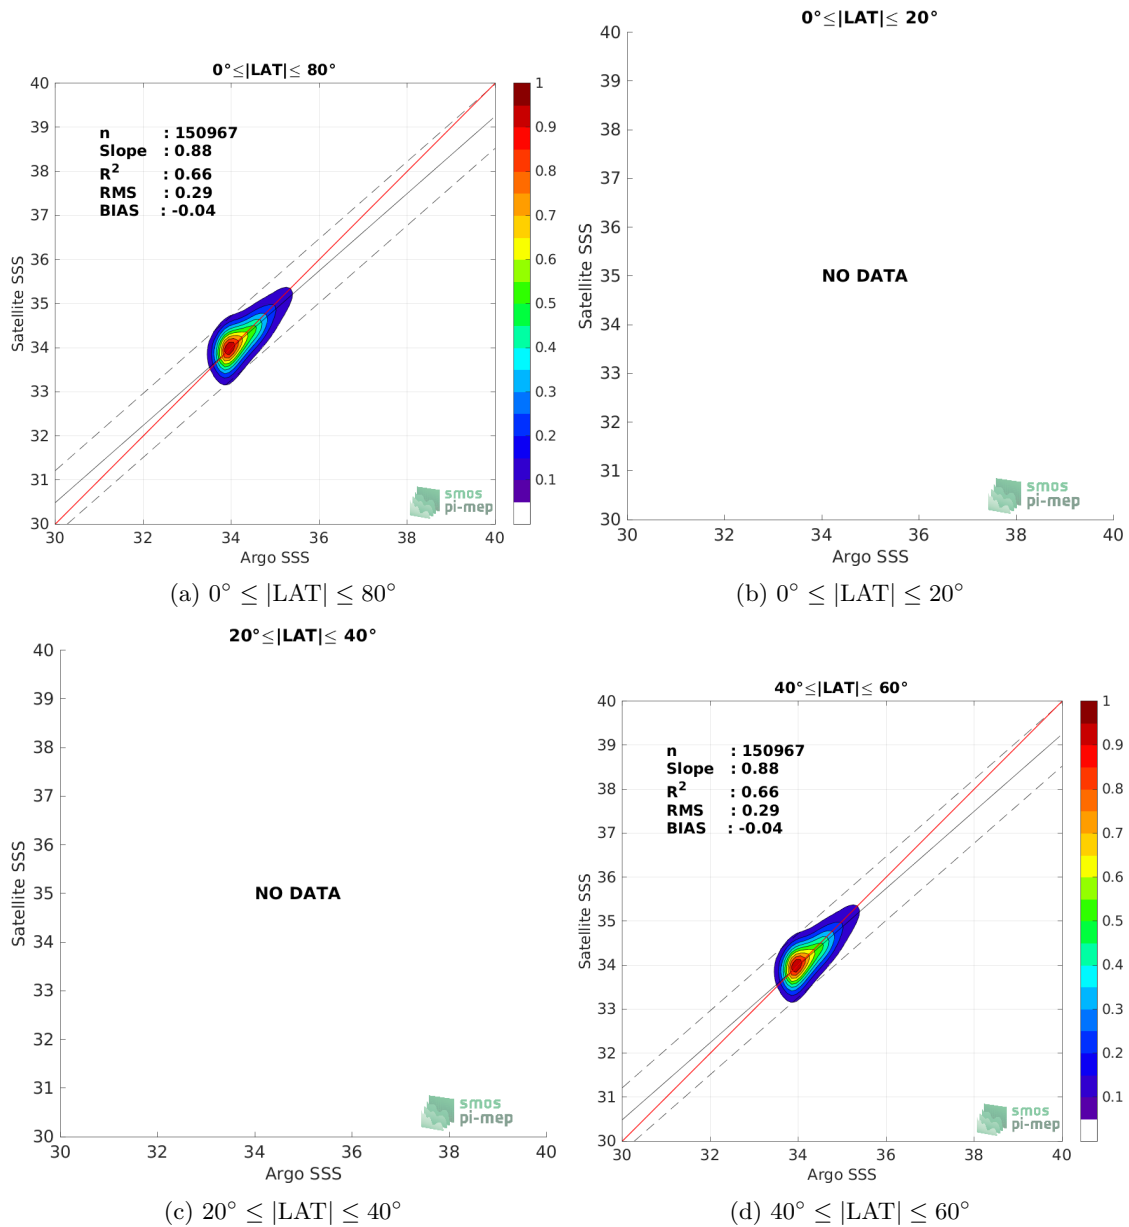 0°≤|LAT|≤ 80°
40
39
38
37
36
35
34
33
32
31
30
Satellite SSS
n : 150967
Slope : 0.88
R² : 0.66
RMS : 0.29
BIAS : -0.04
smos
pi-mep
30 32 34 36 38 40
Argo SSS
1
0.9
0.8
0.7
0.6
0.5
0.4
0.3
0.2
0.1
(a) 0° ≤ |LAT| ≤ 80°
0°≤|LAT|≤ 20°
40
39
38
37
36
35
34
33
32
31
30
Satellite SSS
NO DATA
smos
pi-mep
30 32 34 36 38 40
Argo SSS
(b) 0° ≤ |LAT| ≤ 20°
20°≤|LAT|≤ 40°
40
39
38
37
36
35
34
33
32
31
30
Satellite SSS
NO DATA
smos
pi-mep
30 32 34 36 38 40
Argo SSS
(c) 20° ≤ |LAT| ≤ 40°
40°≤|LAT|≤ 60°
40
39
38
37
36
35
34
33
32
31
30
Satellite SSS
n : 150967
Slope : 0.88
R² : 0.66
RMS : 0.29
BIAS : -0.04
smos
pi-mep
30 32 34 36 38 40
Argo SSS
1
0.9
0.8
0.7
0.6
0.5
0.4
0.3
0.2
0.1
(d) 40° ≤ |LAT| ≤ 60°